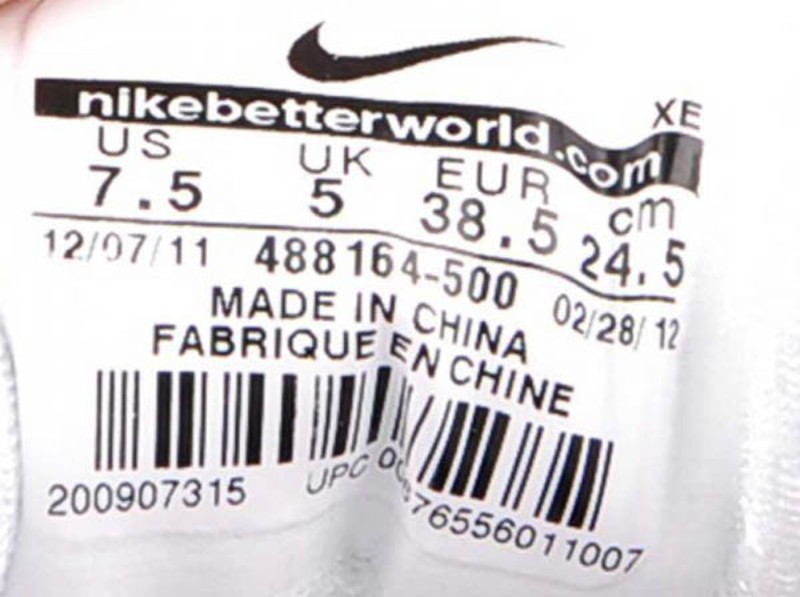 nikebetterworld.com
XE
US UK EUR cm
7.5 5 38.5 24.5
12/07/11 488164-500 02/28/12
MADE IN CHINA
FABRIQUE EN CHINE
200907315 UPC